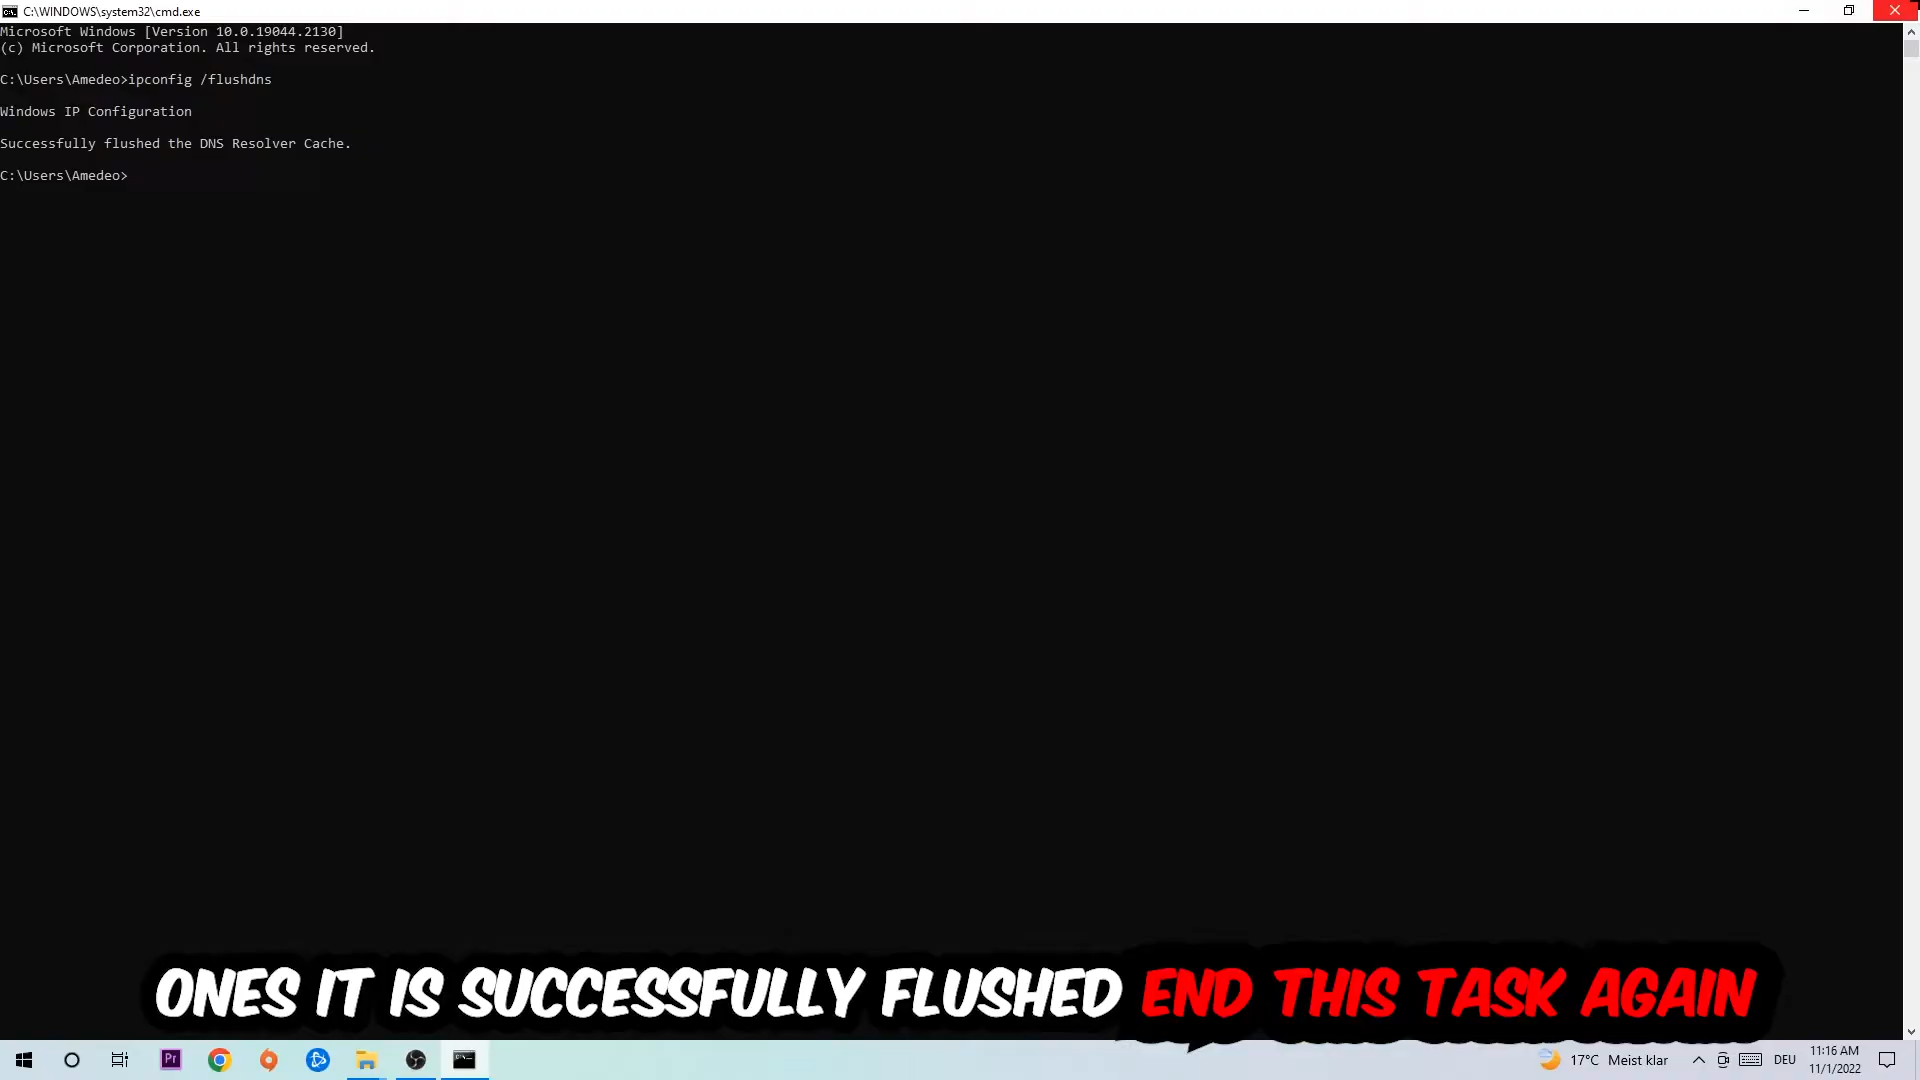 C:\WINDOWS\system32\cmd.exe
Microsoft Windows [Version 10.0.19044.2130]
(c) Microsoft Corporation. All rights reserved.
C:\Users\Amedeo>ipconfig /flushdns
Windows IP Configuration
Successfully flushed the DNS Resolver Cache.
C:\Users\Amedeo>
ONES IT IS SUCCESSFULLY FLUSHED END THIS TASK AGAIN
Pr
17°C Meist klar
DEU
11:16 AM
11/1/2022